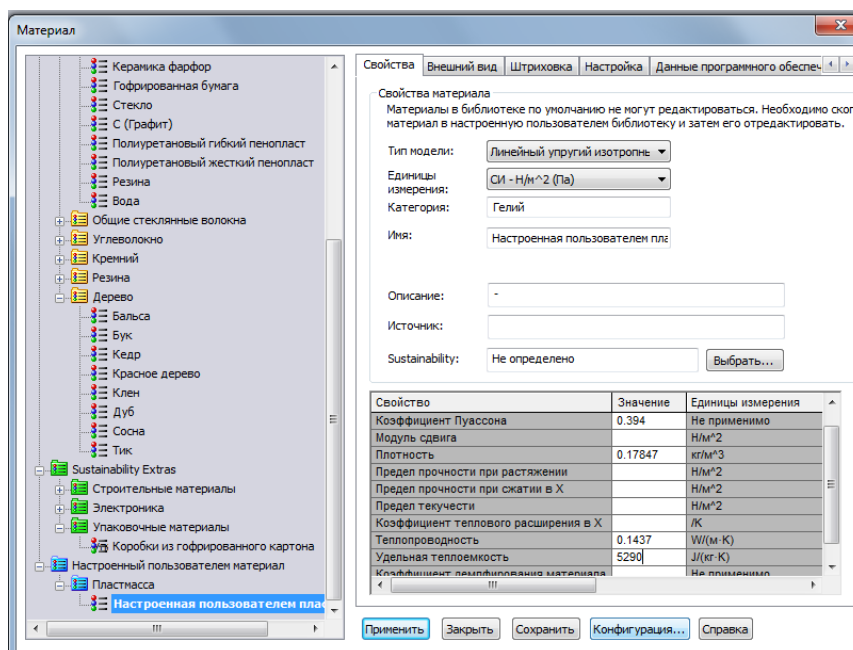 Материал
Керамика фарфор
Гофрированная бумага
Стекло
C (Графит)
Полиуретановый гибкий пенопласт
Полиуретановый жесткий пенопласт
Резина
Вода
Общие стеклянные волокна
Углеволокно
Кремний
Резина
Дерево
Бальса
Бук
Кедр
Красное дерево
Клен
Дуб
Сосна
Тик
Sustainability Extras
Строительные материалы
Электроника
Упаковочные материалы
Коробки из гофрированного картона
Настроенный пользователем материал
Пластмасса
Настроенная пользователем плас
Свойства Внешний вид Штриховка Настройка Данные программного обеспеч
Свойства материала
Материалы в библиотеке по умолчанию не могут редактироваться. Необходимо скоп
материал в настроенную пользователем библиотеку и затем его отредактировать.
Тип модели: Линейный упругий изотропнь
Единицы измерения: СИ - Н/м^2 (Па)
Категория: Гелий
Имя: Настроенная пользователем пла
Описание: -
Источник:
Sustainability: Не определено Выбрать...
Свойство Значение Единицы измерения
Коэффициент Пуассона 0.394 Не применимо
Модуль сдвига Н/м^2
Плотность 0.17847 кг/м^3
Предел прочности при растяжении Н/м^2
Предел прочности при сжатии в X Н/м^2
Предел текучести Н/м^2
Коэффициент теплового расширения в X /K
Теплопроводность 0.1437 W/(м·K)
Удельная теплоемкость 5290 J/(кг·K)
Коэффициент демпфирования материала Не применимо
Применить Закрыть Сохранить Конфигурация... Справка